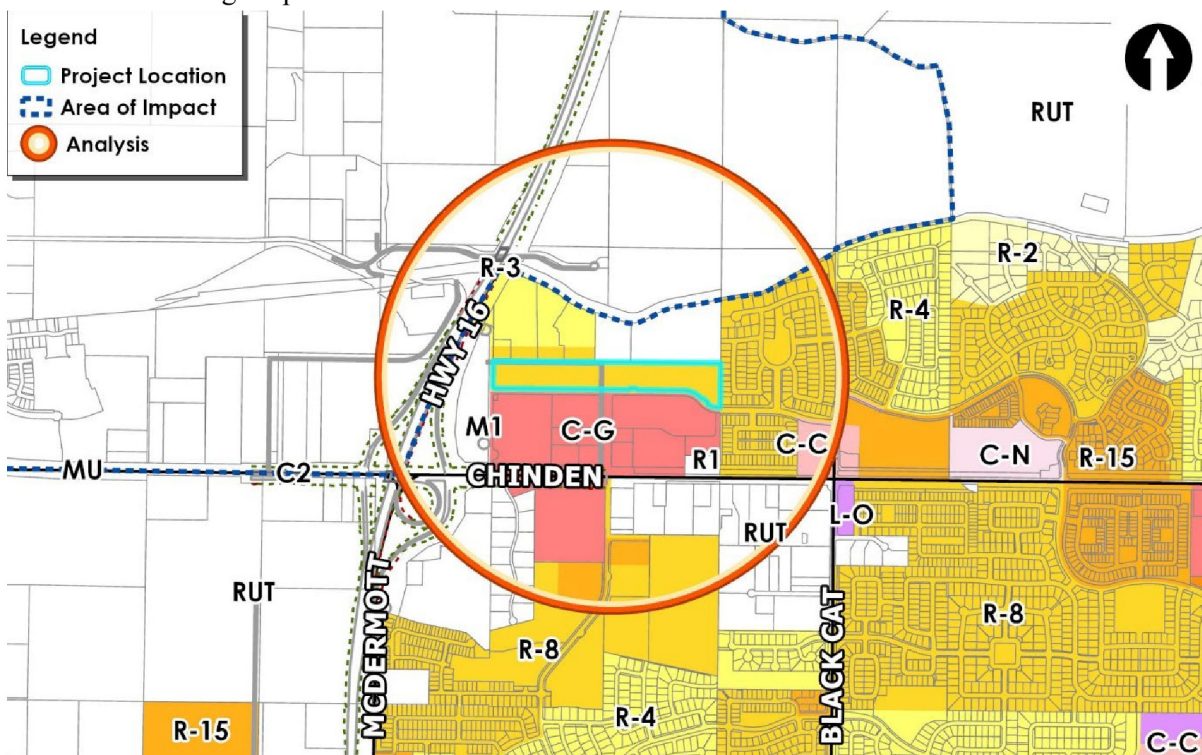 Legend
Project Location
Area of Impact
Analysis
RUT
R-2
R-3
R-4
HWY 16
M1
C-G
C-C
C-N
R-15
R1
MU
C2
CHINDEN
L-O
RUT
RUT
MCDERMOTT
BLACK CAT
R-8
R-8
R-4
R-15
C-C